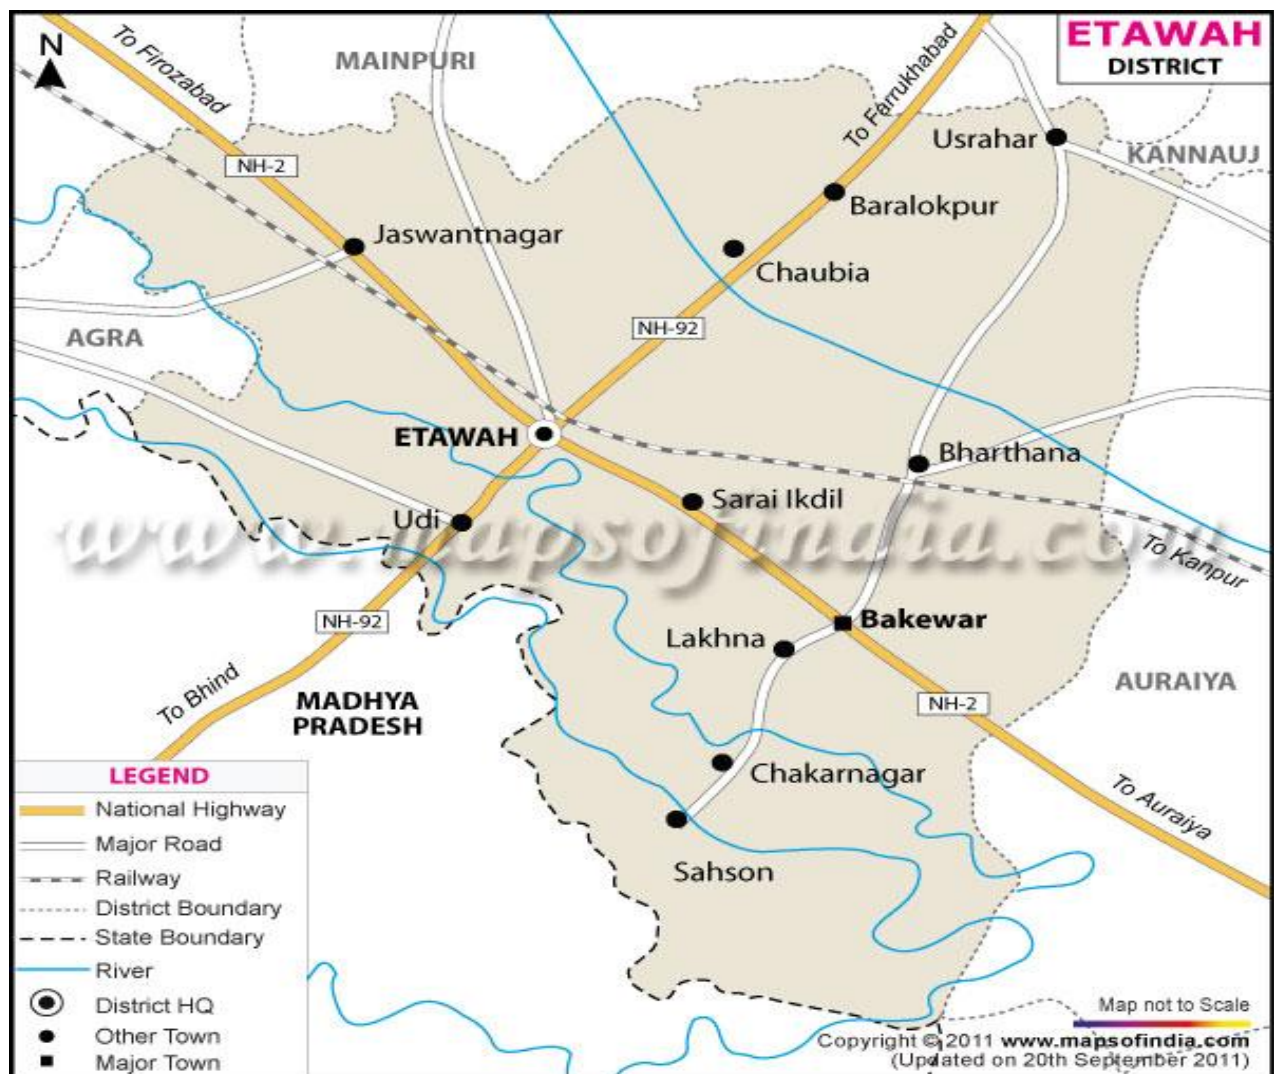 ETAWAH
DISTRICT
N
To Firozabad
MAINPURI
To Farrukhabad
Usrahar
KANNAUJ
NH-2
Baralokpur
Jaswantnagar
Chaubia
NH-92
AGRA
ETAWAH
Bharthana
Sarai Ikdil
Udi
www.mapsofindia.com
To Kanpur
NH-92
Bakewar
Lakhna
To Bhind
AURAIYA
MADHYA
PRADESH
NH-2
Chakarnagar
To Auraiya
Sahson
LEGEND
National Highway
Major Road
Railway
District Boundary
State Boundary
River
District HQ
Other Town
Major Town
Map not to Scale
Copyright © 2011 www.mapsofindia.com
(Updated on 20th September 2011)